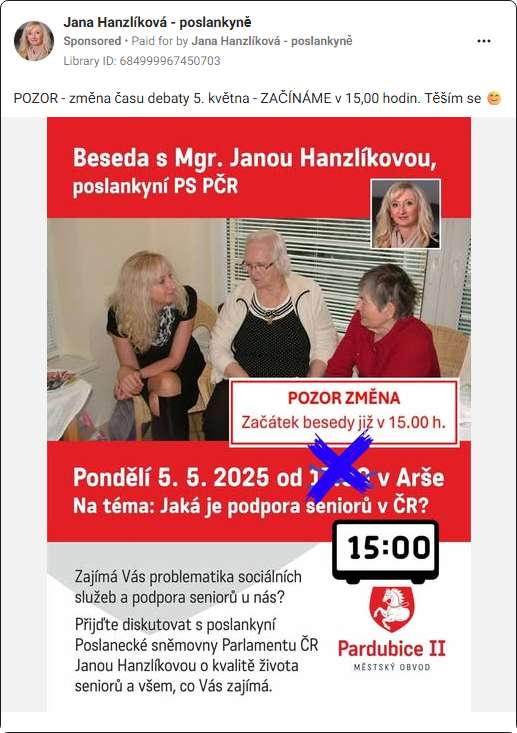 Jana Hanzlíková - poslankyně
Sponsored • Paid for by Jana Hanzlíková - poslankyně
Library ID: 684999967450703
POZOR - změna času debaty 5. května - ZAČÍNÁME v 15,00 hodin. Těším se 😊
Beseda s Mgr. Janou Hanzlíkovou,
poslankyní PS PČR
POZOR ZMĚNA
Začátek besedy již v 15.00 h.
Pondělí 5. 5. 2025 od v Arše
Na téma: Jaká je podpora seniorů v ČR?
15:00
Zajímá Vás problematika sociálních
služeb a podpora seniorů u nás?
Přijďte diskutovat s poslankyní
Poslanecké sněmovny Parlamentu ČR
Janou Hanzlíkovou o kvalitě života
seniorů a všem, co Vás zajímá.
Pardubice II
MĚSTSKÝ OBVOD